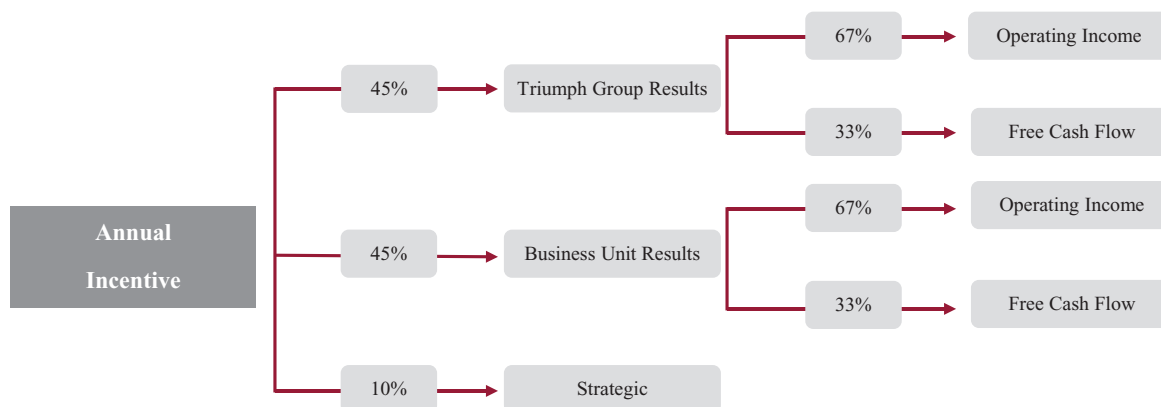 67%
Operating Income
45%
Triumph Group Results
33%
Free Cash Flow
67%
Operating Income
Annual
Incentive
45%
Business Unit Results
33%
Free Cash Flow
10%
Strategic